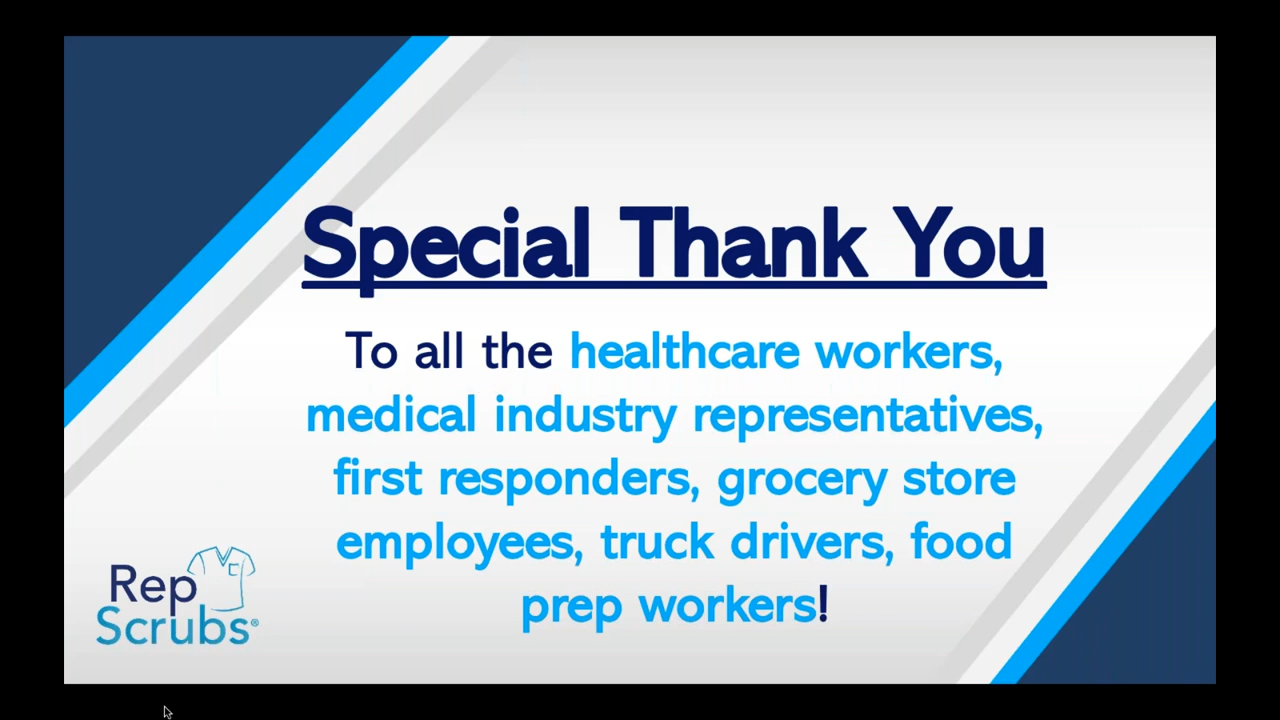 Special Thank You
To all the healthcare workers,
medical industry representatives,
first responders, grocery store
employees, truck drivers, food
prep workers!
Rep
Scrubs®